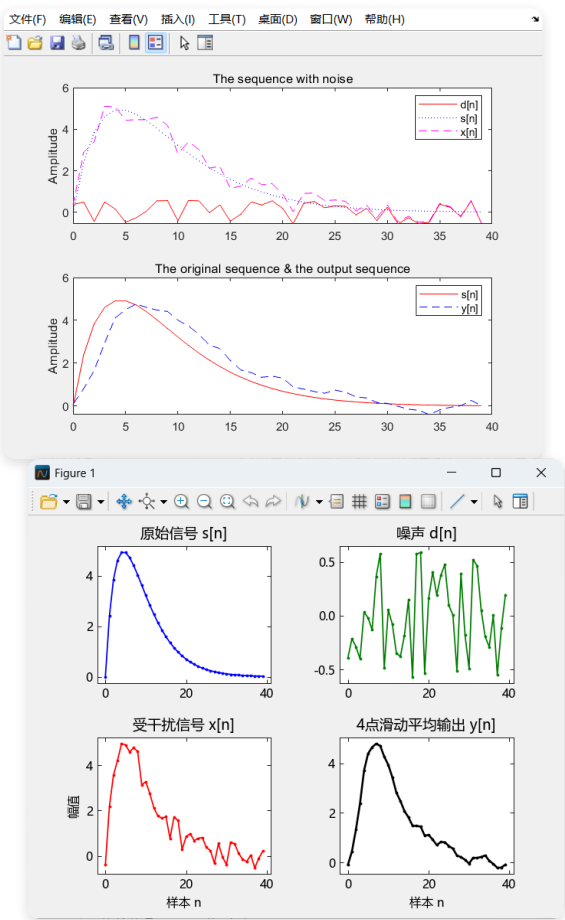 文件(F) 编辑(E) 查看(V) 插入(I) 工具(T) 桌面(D) 窗口(W) 帮助(H)
The sequence with noise
Amplitude
6
4
2
0
d[n]
s[n]
x[n]
0 5 10 15 20 25 30 35 40
The original sequence & the output sequence
Amplitude
6
4
2
0
s[n]
y[n]
0 5 10 15 20 25 30 35 40
Figure 1
原始信号 s[n]
4
2
0
0 20 40
噪声 d[n]
0.5
0.0
-0.5
0 20 40
受干扰信号 x[n]
幅值
4
2
0
0 20 40
样本 n
4点滑动平均输出 y[n]
4
2
0
0 20 40
样本 n